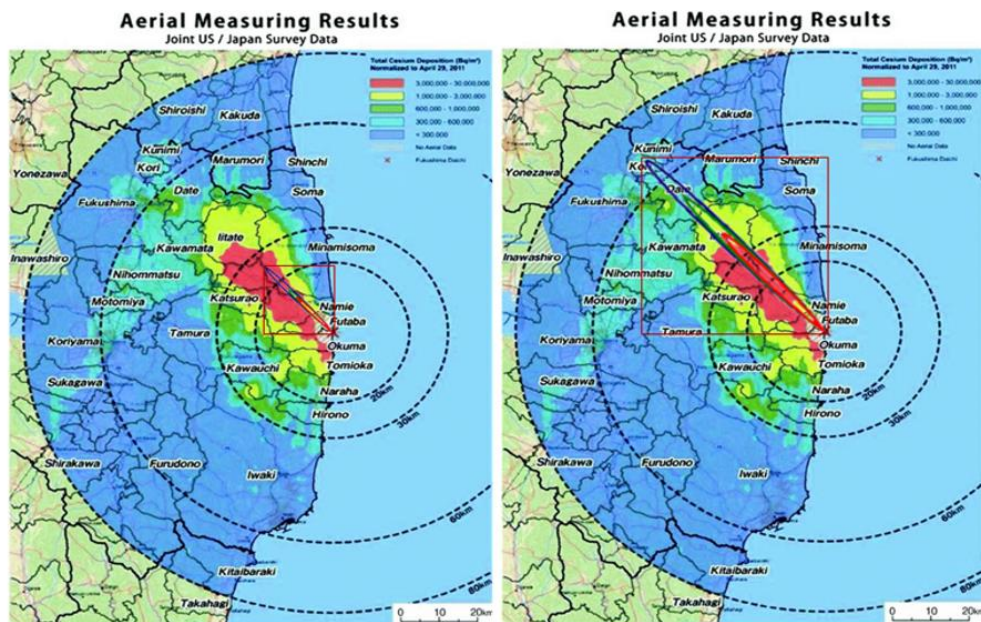 Aerial Measuring Results
Joint US / Japan Survey Data
Total Cesium Deposition (Bq/m²)
Normalized to April 29, 2011
3,000,000 - 30,000,000
1,000,000 - 3,000,000
600,000 - 1,000,000
300,000 - 600,000
< 300,000
No Aerial Data
Fukushima Daiichi
Shiroishi
Kakuda
Kunimi
Yonezawa
Kori
Marumori
Shinchi
Date
Soma
Fukushima
Iitate
Kawamata
Minamisoma
Inawashiro
Nihommatsu
Motomiya
Katsurao
Namie
Futaba
Tamura
Koriyama
Okuma
Kawauchi
Tomioka
Sukagawa
Naraha
20km
Hirono
30km
Shirakawa
Furudono
Iwaki
60km
Kitaibaraki
80km
Takahagi
0 10 20km
Aerial Measuring Results
Joint US / Japan Survey Data
Total Cesium Deposition (Bq/m²)
Normalized to April 29, 2011
3,000,000 - 30,000,000
1,000,000 - 3,000,000
600,000 - 1,000,000
300,000 - 600,000
< 300,000
No Aerial Data
Fukushima Daiichi
Shiroishi
Kakuda
Kunimi
Yonezawa
Marumori
Shinchi
Date
Soma
Fukushima
Kawamata
Minamisoma
Inawashiro
Nihommatsu
Motomiya
Katsurao
Namie
Futaba
Tamura
Koriyama
Okuma
Kawauchi
Tomioka
Sukagawa
Naraha
20km
Hirono
30km
Shirakawa
Furudono
Iwaki
60km
Kitaibaraki
80km
Takahagi
0 10 20km